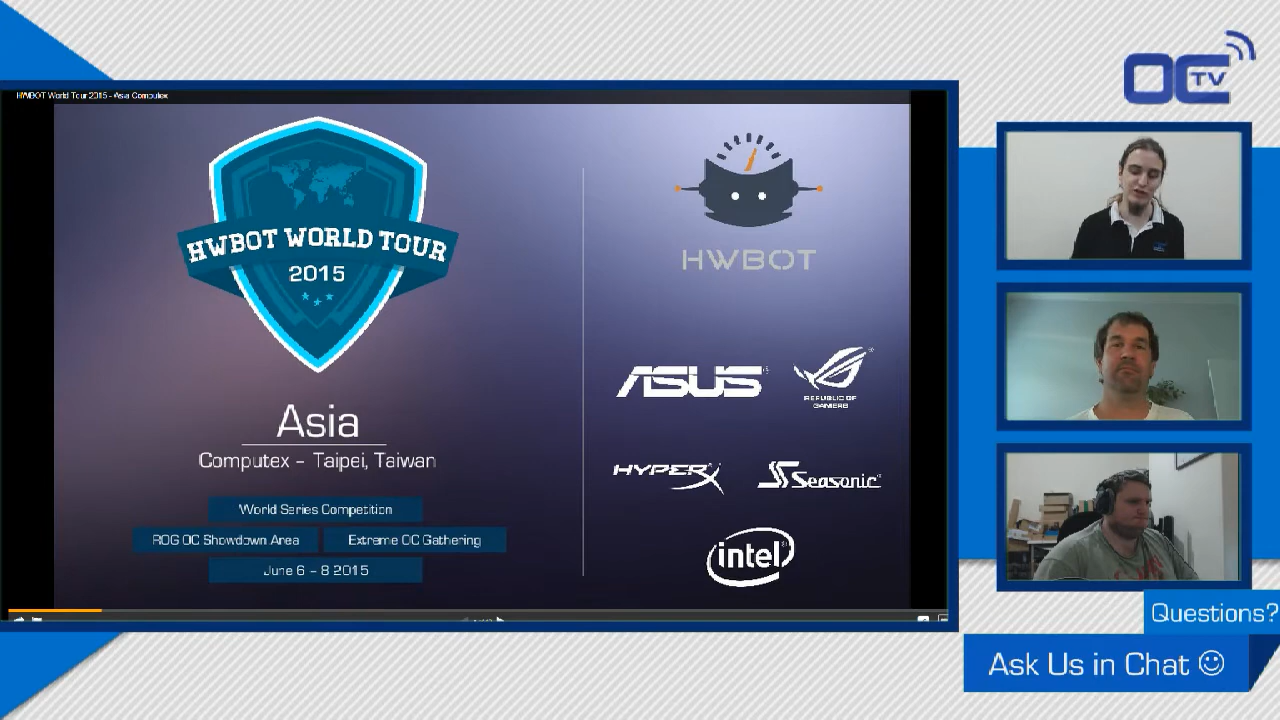 HWBOT World Tour 2015 - Asia Computex
HWBOT WORLD TOUR
2015
Asia
Computex – Taipei, Taiwan
World Series Competition
ROG OC Showdown Area
Extreme OC Gathering
June 6 – 8 2015
HWBOT
ASUS
REPUBLIC OF
GAMERS
HYPERX
Seasonic
intel
OC TV
Questions?
Ask Us in Chat ☺